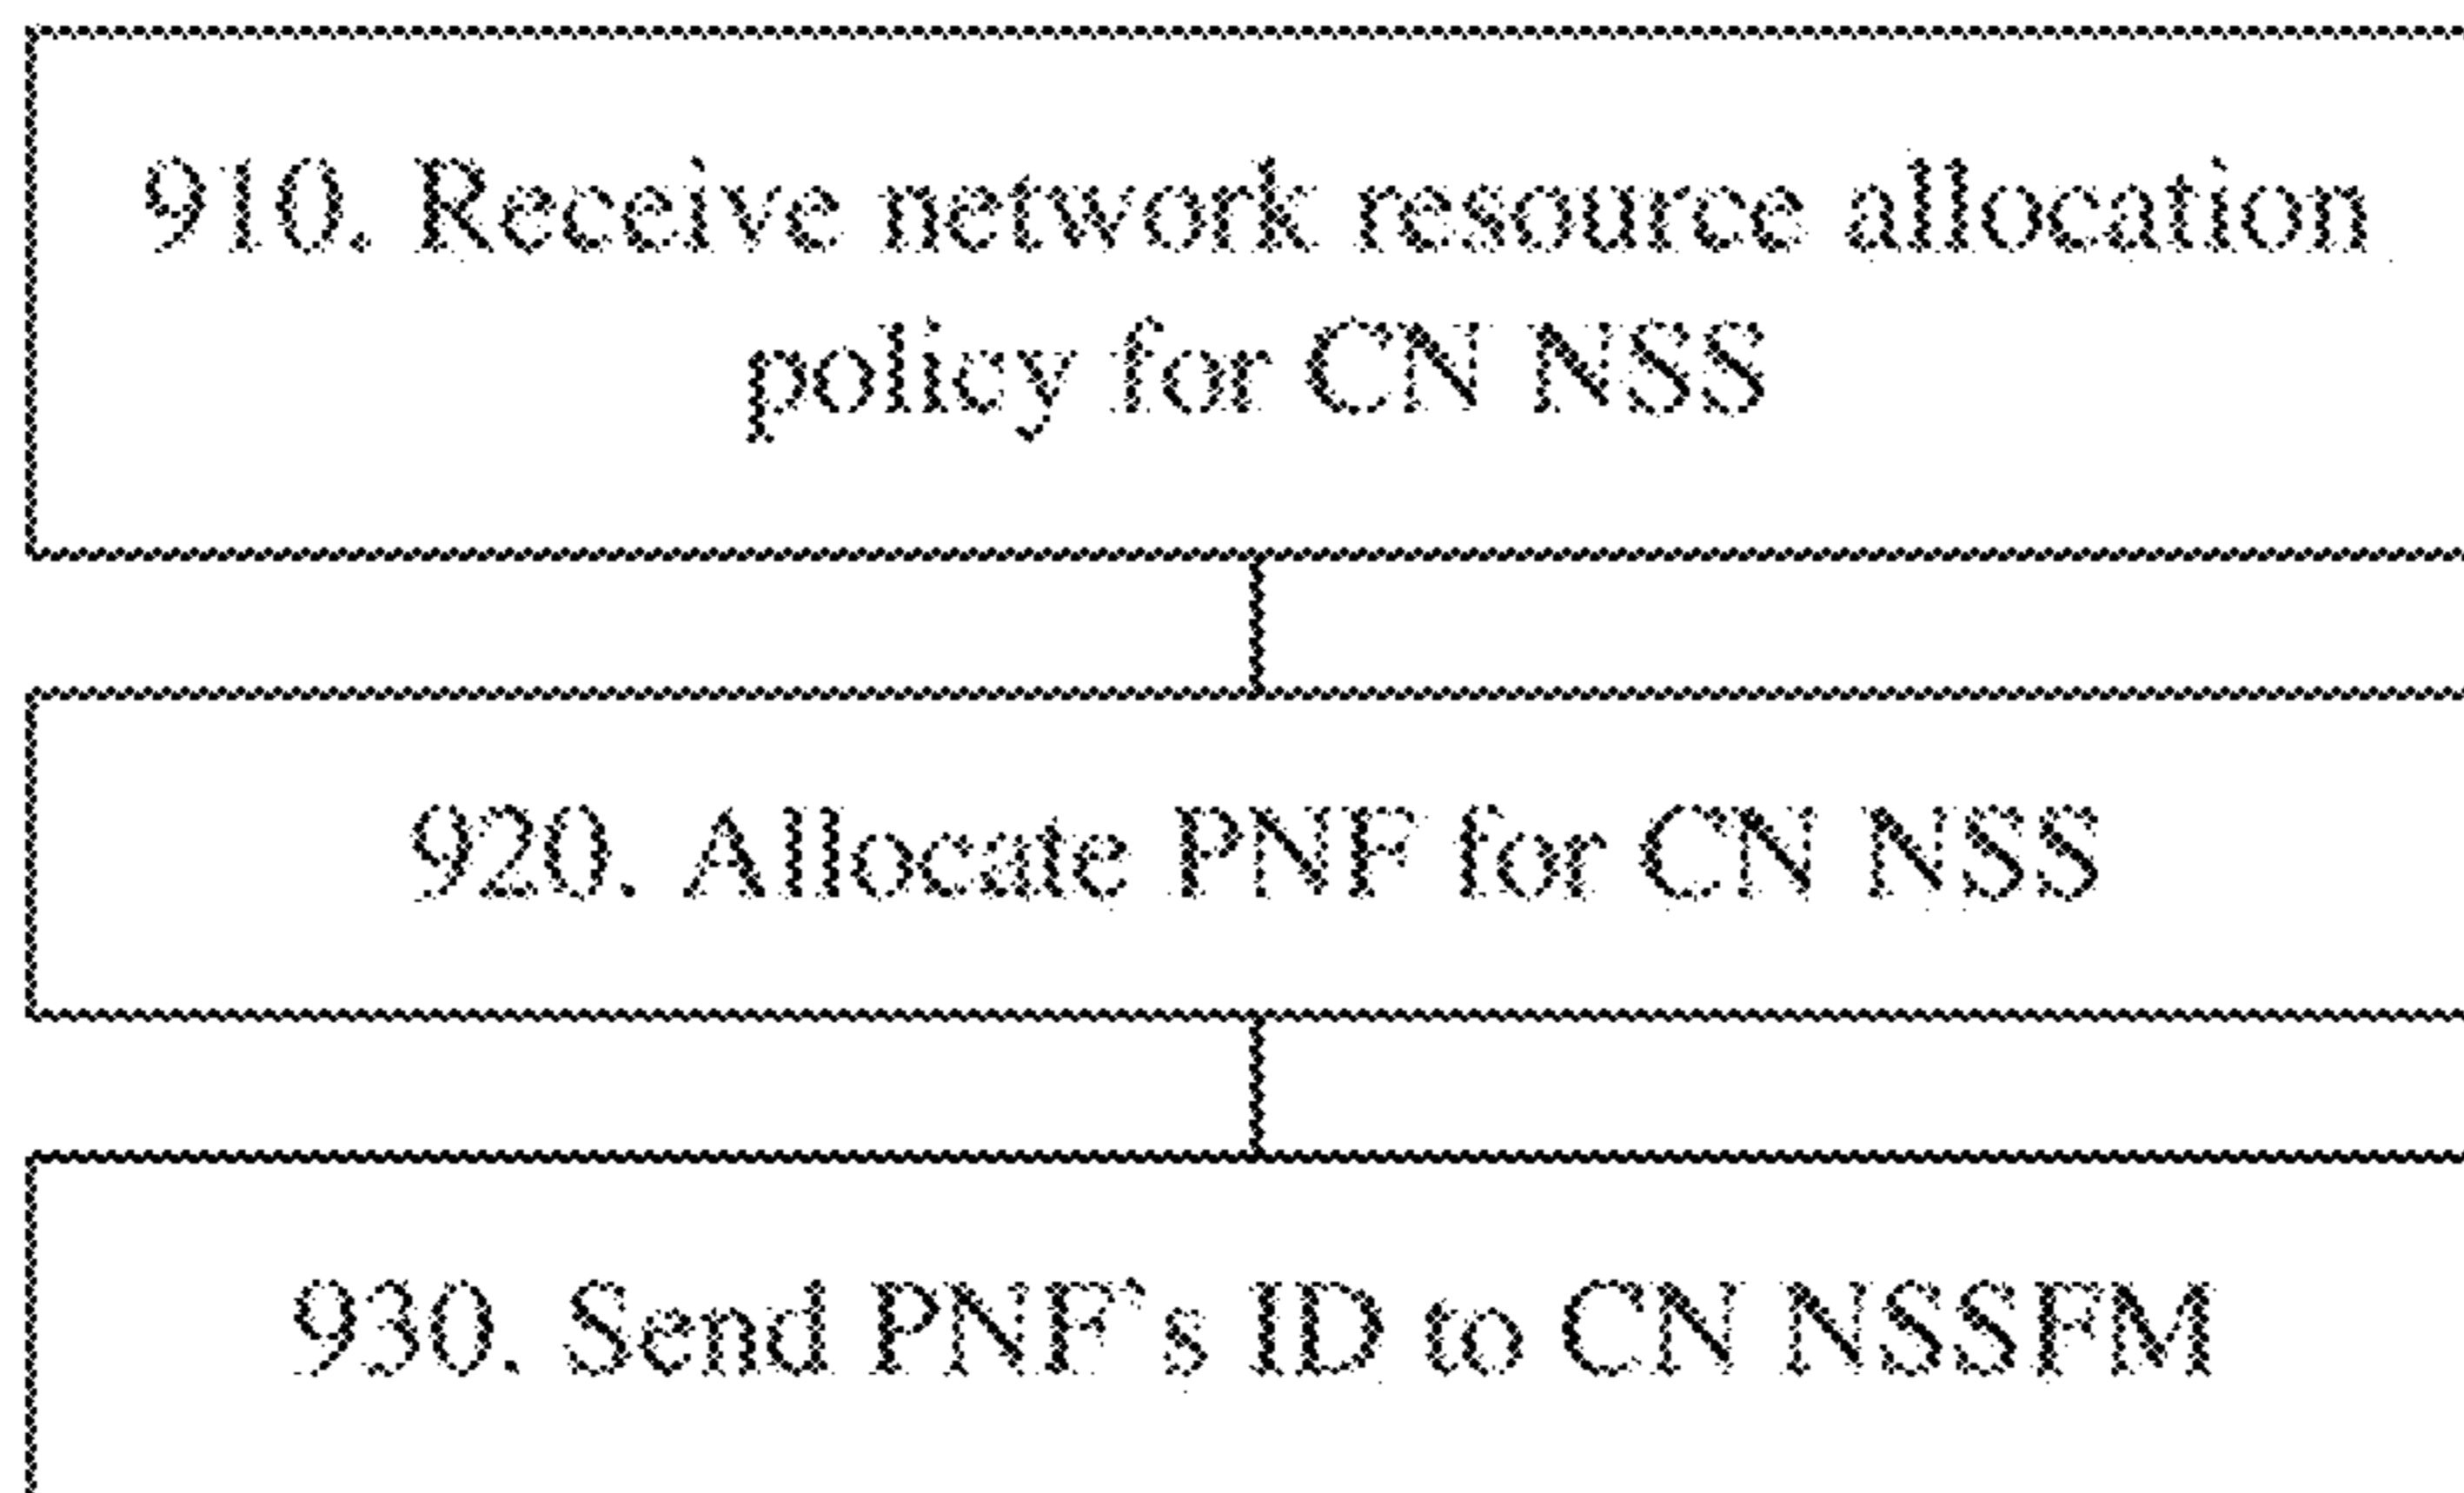 910. Receive network resource allocation
policy for CN NSS
920. Allocate PNF for CN NSS
930. Send PNF's ID to CN NSSFM